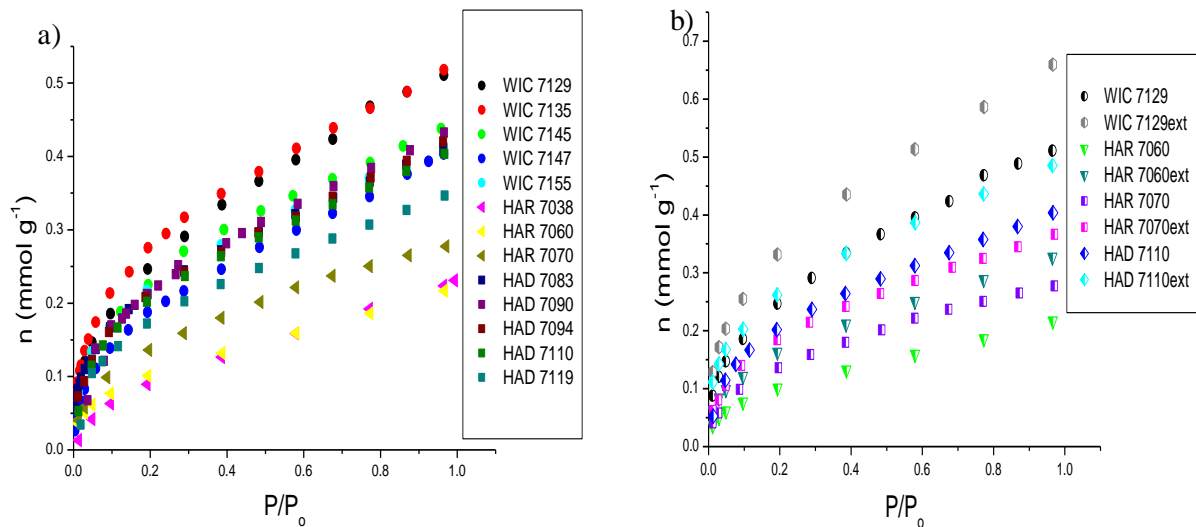 a)
n (mmol g⁻¹)
0.5
0.4
0.3
0.2
0.1
0.0
0.0 0.2 0.4 0.6 0.8 1.0
P/Pₒ
WIC 7129
WIC 7135
WIC 7145
WIC 7147
WIC 7155
HAR 7038
HAR 7060
HAR 7070
HAD 7083
HAD 7090
HAD 7094
HAD 7110
HAD 7119
b)
n (mmol g⁻¹)
0.7
0.6
0.5
0.4
0.3
0.2
0.1
0.0
0.0 0.2 0.4 0.6 0.8 1.0
P/Pₒ
WIC 7129
WIC 7129ext
HAR 7060
HAR 7060ext
HAR 7070
HAR 7070ext
HAD 7110
HAD 7110ext